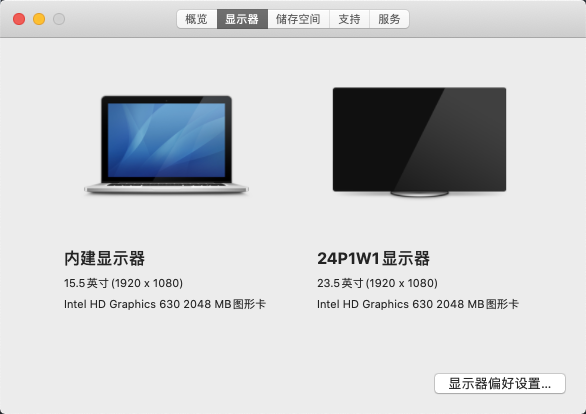 概览 显示器 储存空间 支持 服务
内建显示器
15.5英寸 (1920 x 1080)
Intel HD Graphics 630 2048 MB图形卡
24P1W1显示器
23.5英寸 (1920 x 1080)
Intel HD Graphics 630 2048 MB图形卡
显示器偏好设置...